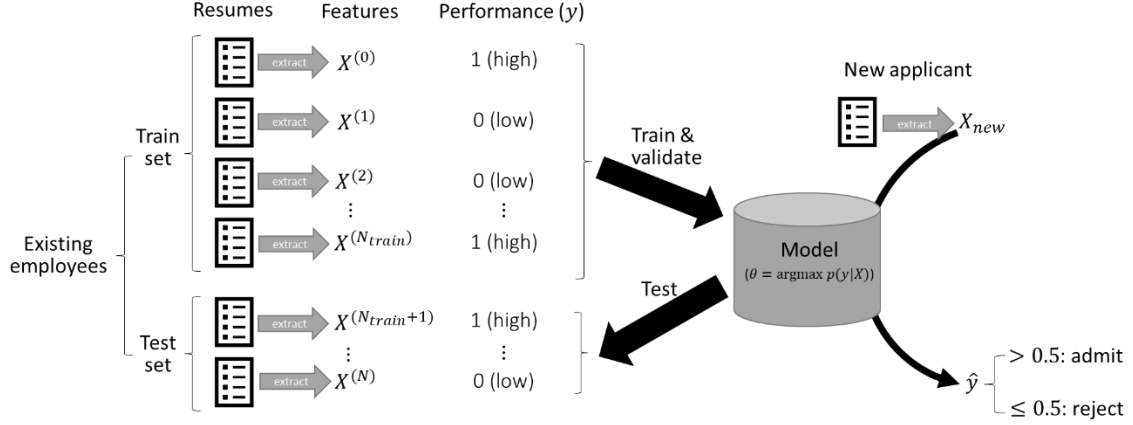 Resumes Features Performance (y)
extract X^(0) 1 (high)
extract X^(1) 0 (low)
extract X^(2) 0 (low)
⋮ ⋮
extract X^(N_train) 1 (high)
extract X^(N_train+1) 1 (high)
⋮ ⋮
extract X^(N) 0 (low)
Existing
employees
Train
set
Test
set
Train &
validate
Test
Model
(θ = argmax p(y|X))
New applicant
extract X_new
ŷ
> 0.5: admit
≤ 0.5: reject